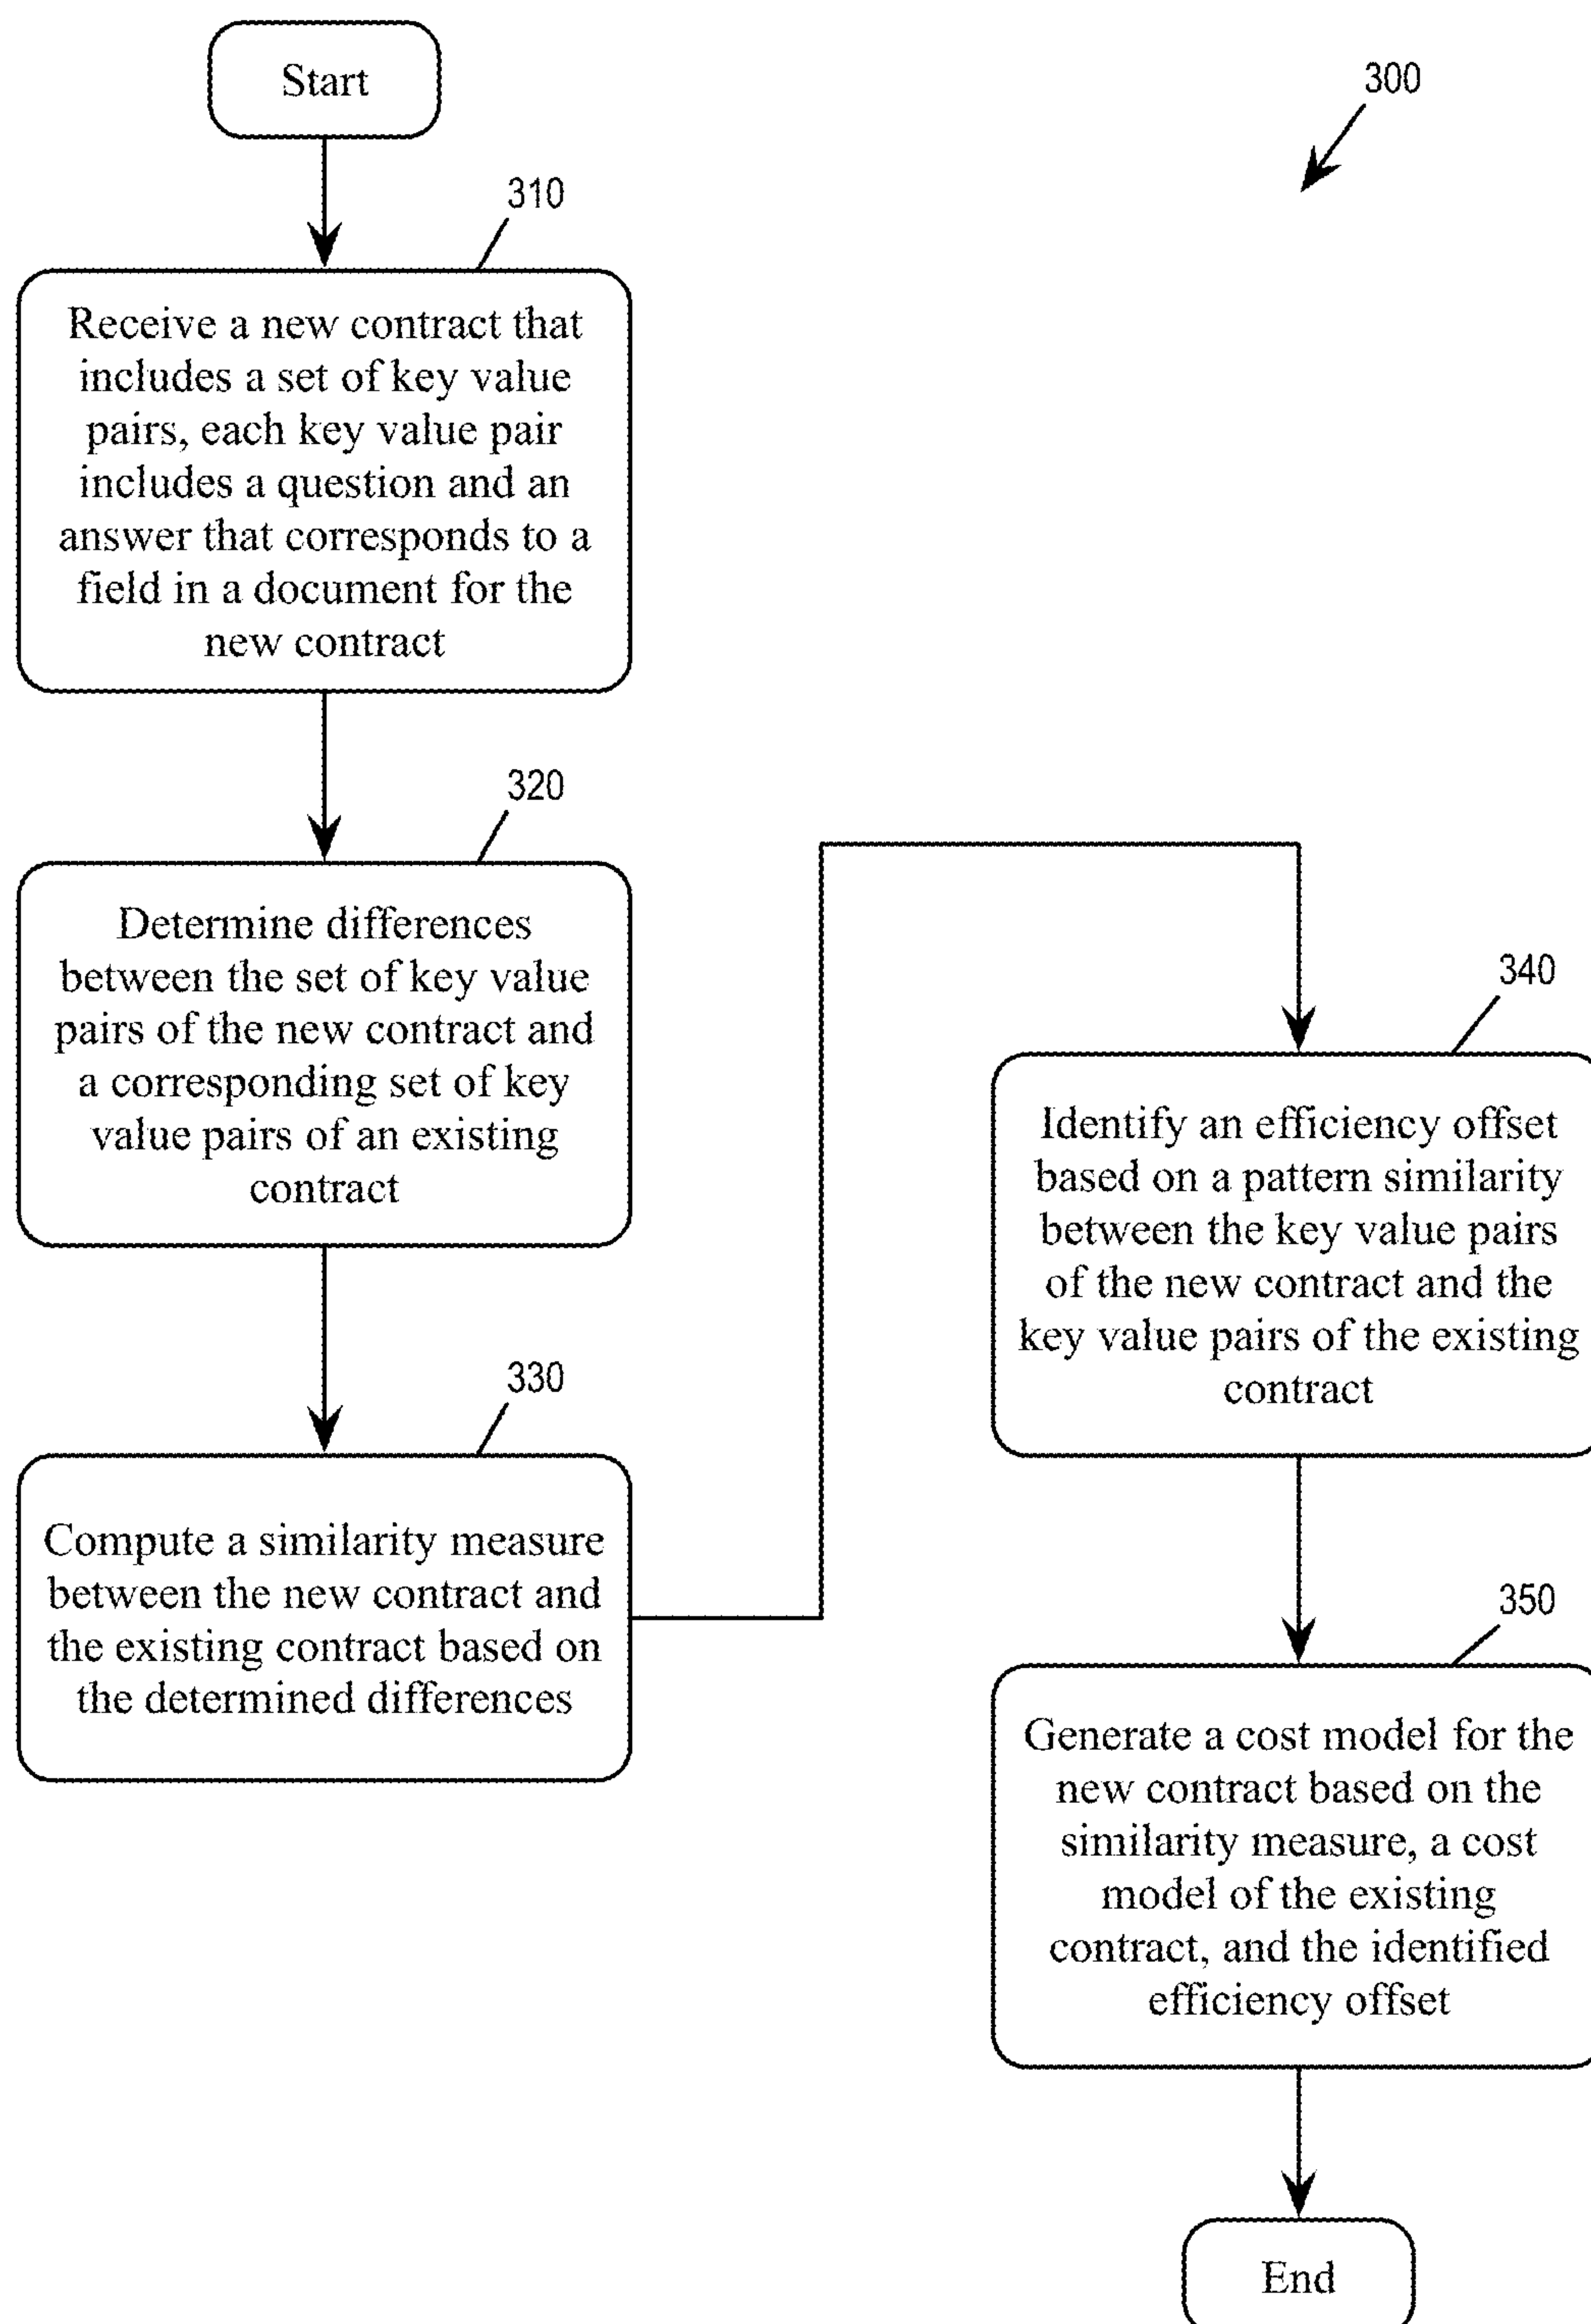 Start
300
310
Receive a new contract that
includes a set of key value
pairs, each key value pair
includes a question and an
answer that corresponds to a
field in a document for the
new contract
320
Determine differences
between the set of key value
pairs of the new contract and
a corresponding set of key
value pairs of an existing
contract
330
Compute a similarity measure
between the new contract and
the existing contract based on
the determined differences
340
Identify an efficiency offset
based on a pattern similarity
between the key value pairs
of the new contract and the
key value pairs of the existing
contract
350
Generate a cost model for the
new contract based on the
similarity measure, a cost
model of the existing
contract, and the identified
efficiency offset
End